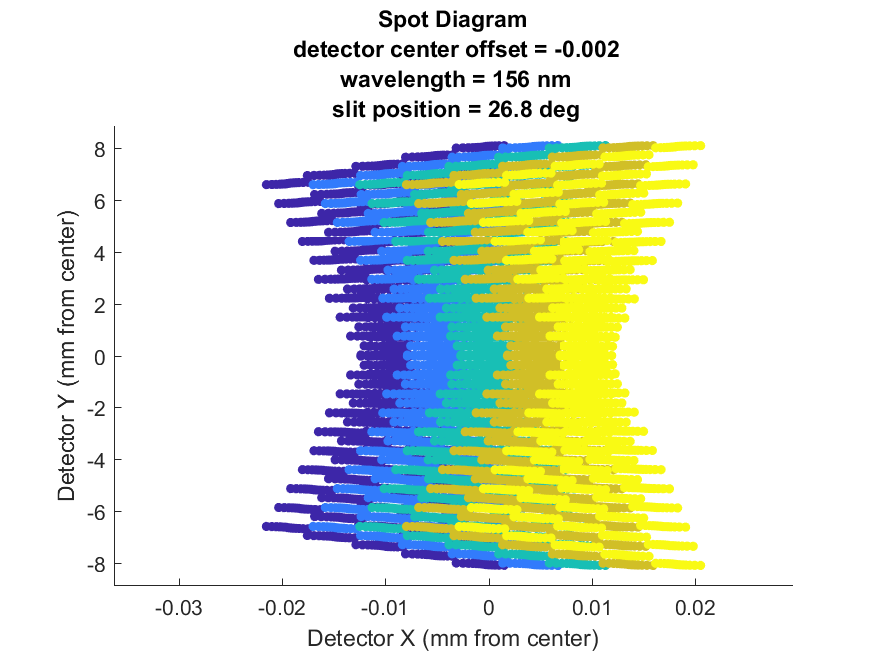 Spot Diagram
detector center offset = -0.002
wavelength = 156 nm
slit position = 26.8 deg
8
6
4
2
0
-2
-4
-6
-8
Detector Y (mm from center)
-0.03 -0.02 -0.01 0 0.01 0.02
Detector X (mm from center)